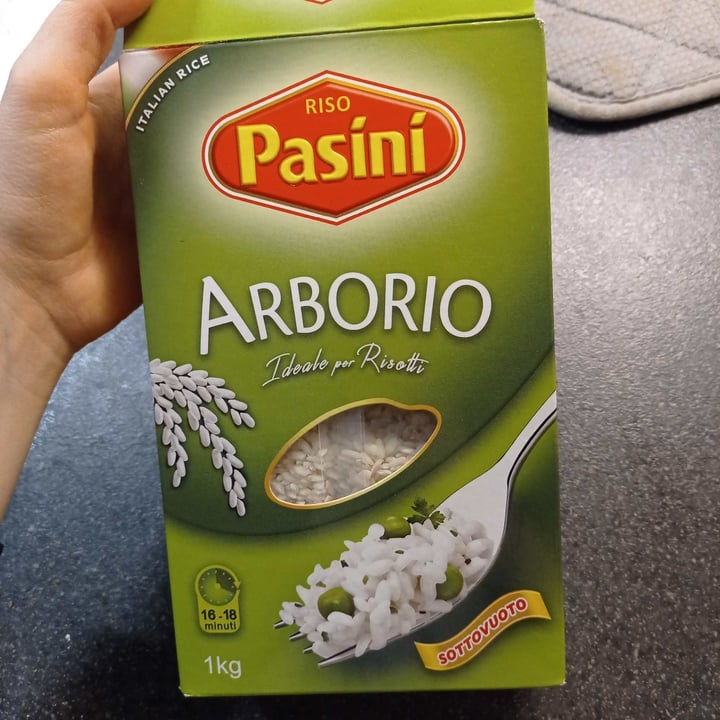 ITALIAN RICE
RISO
Pasini
ARBORIO
Ideale per Risotti
16-18
minuti
1kg
SOTTOVUOTO